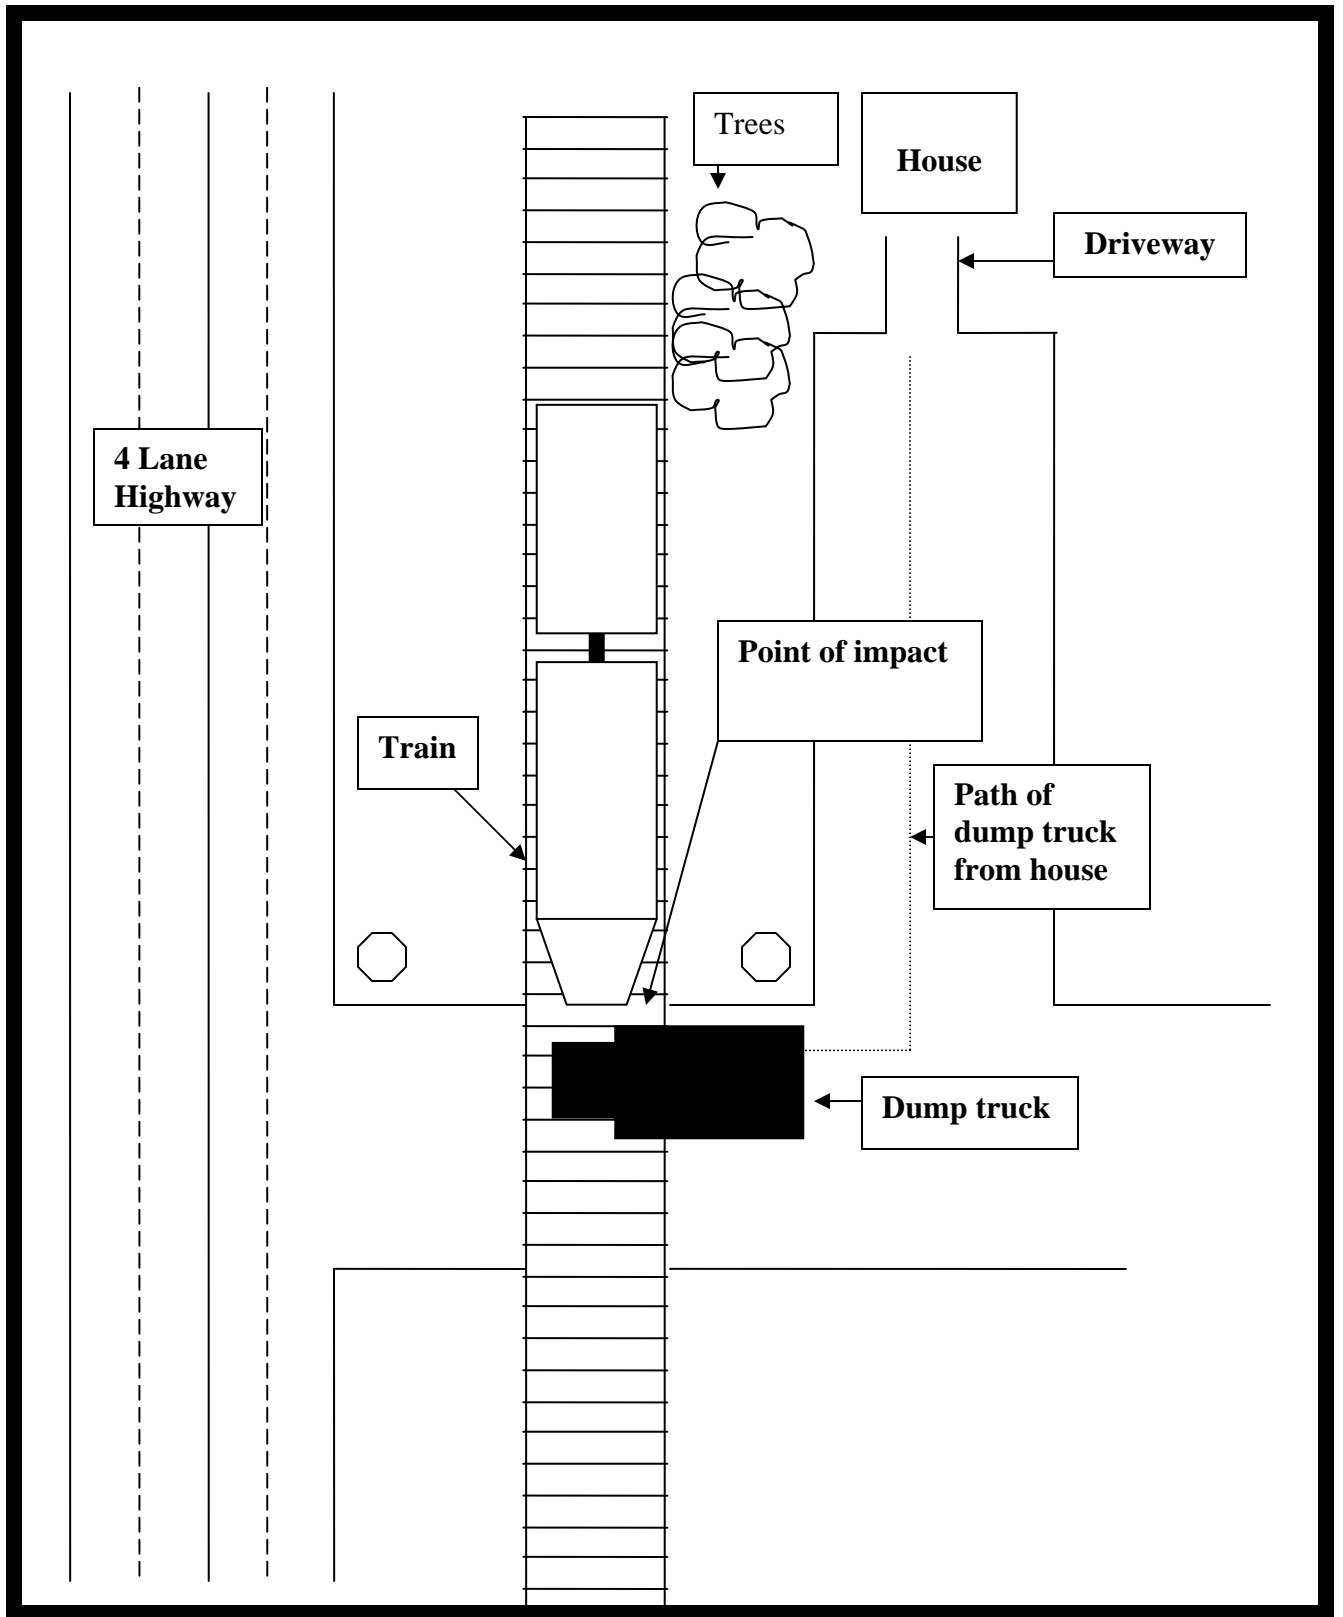 Trees
House
Driveway
4 Lane
Highway
Point of impact
Train
Path of
dump truck
from house
Dump truck